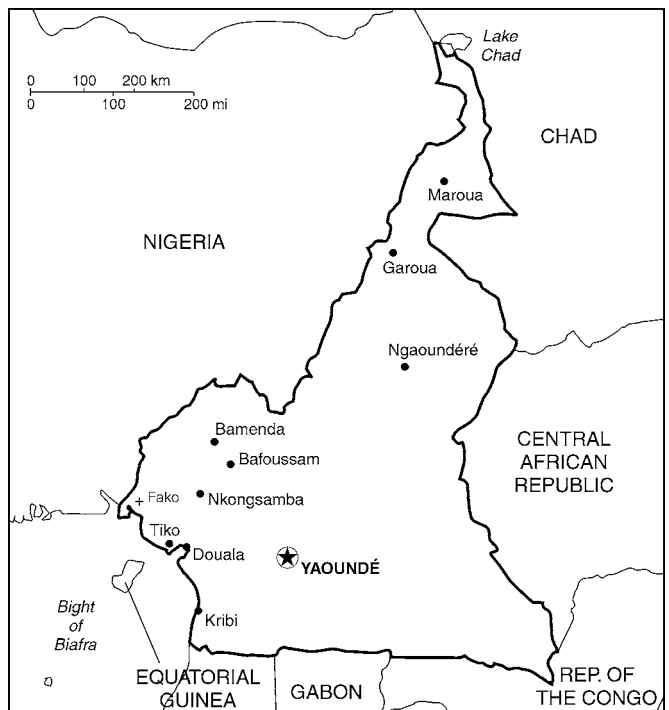 Lake
Chad
0 100 200 km
0 100 200 mi
CHAD
Maroua
NIGERIA
Garoua
Ngaoundéré
Bamenda
CENTRAL
AFRICAN
REPUBLIC
Bafoussam
Fako
Nkongsamba
Tiko
Douala
YAOUNDÉ
Bight
of
Biafra
Kribi
EQUATORIAL
GUINEA
GABON
REP. OF
THE CONGO